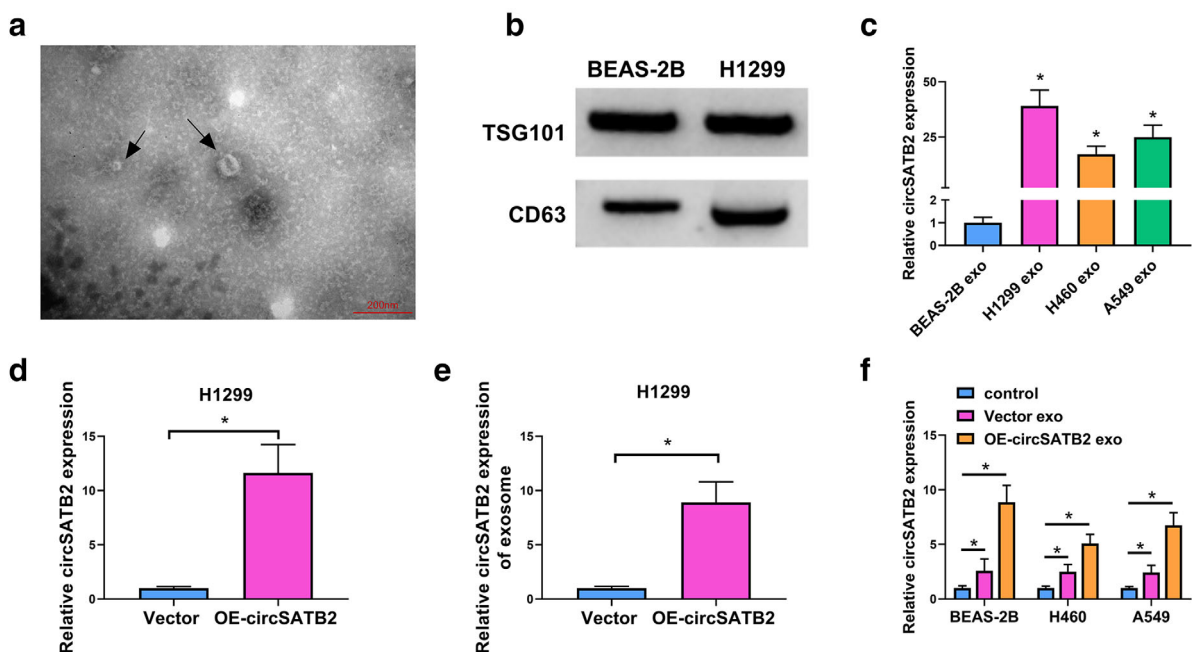 a
200nm
b
BEAS-2B H1299
TSG101
CD63
c
Relative circSATB2 expression
50
25
2
1
0
* * *
BEAS-2B exo
H1299 exo
H460 exo
A549 exo
d
H1299
Relative circSATB2 expression
15
10
5
0
*
Vector OE-circSATB2
e
H1299
Relative circSATB2 expression
of exosome
15
10
5
0
*
Vector OE-circSATB2
f
control
Vector exo
OE-circSATB2 exo
Relative circSATB2 expression
15
10
5
0
* * *
* * *
BEAS-2B H460 A549